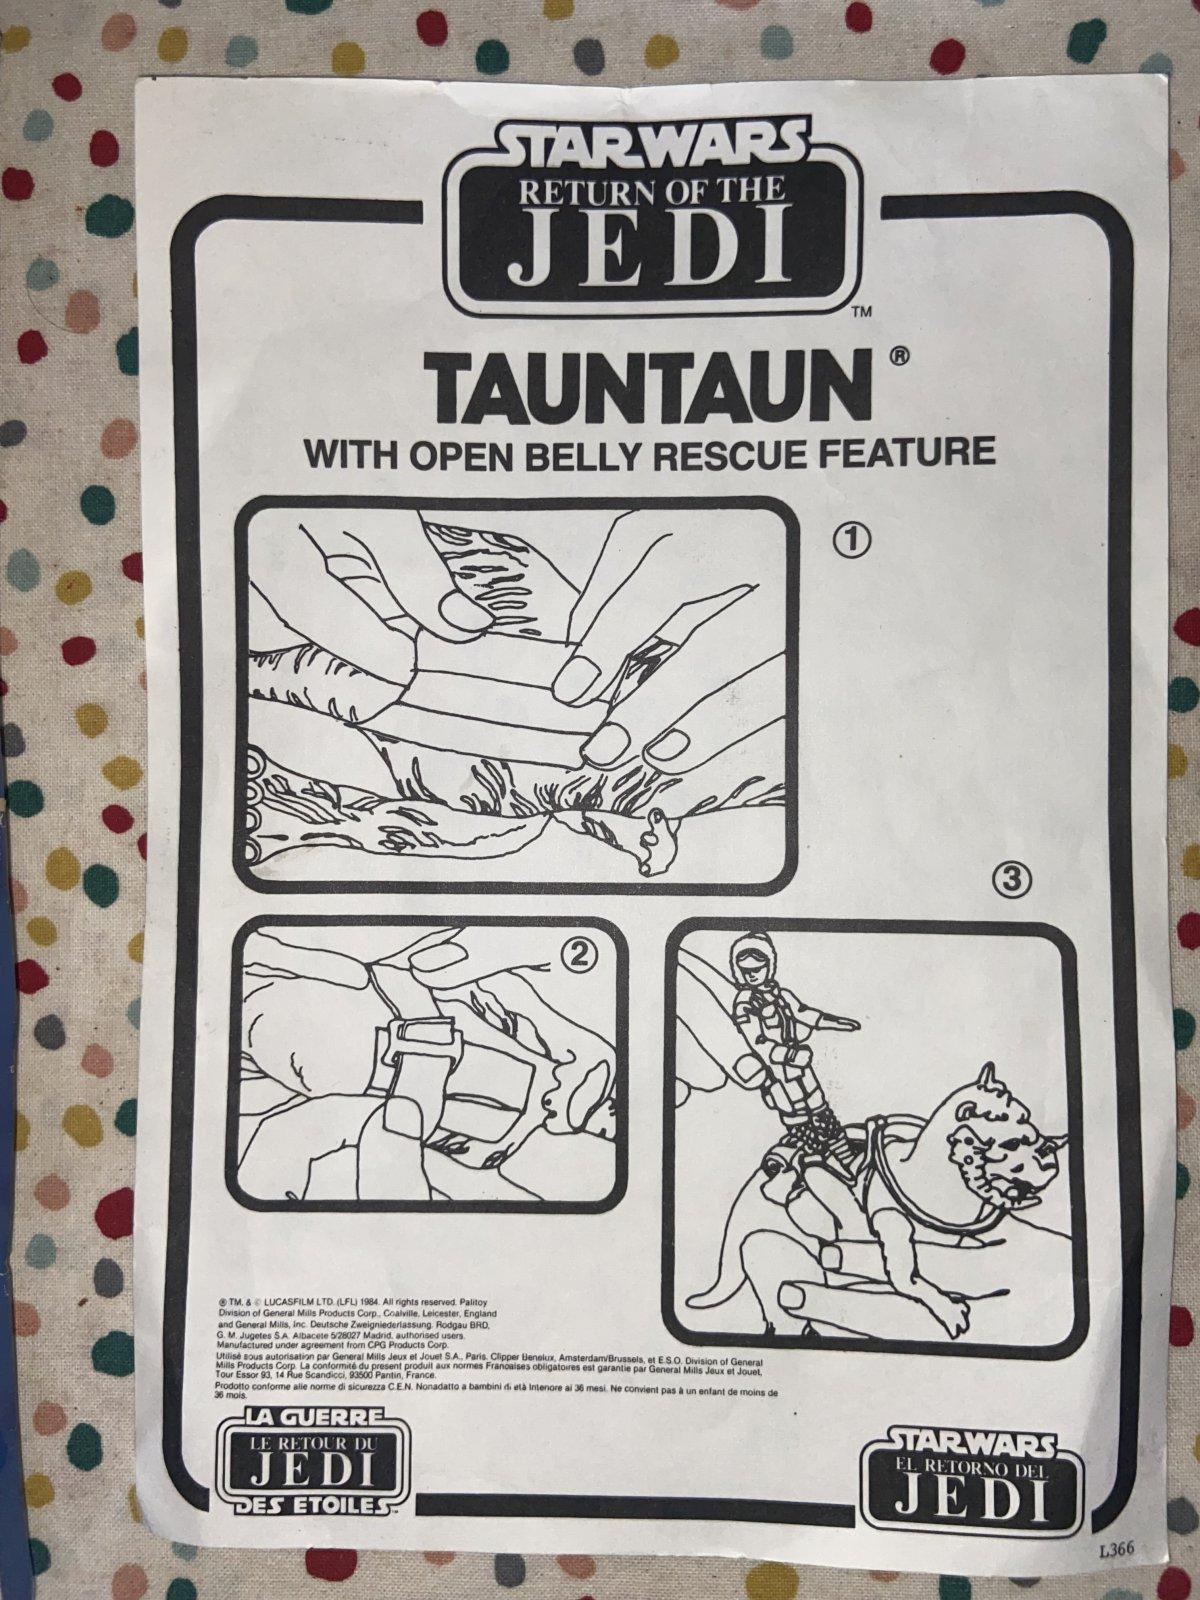 STAR WARS
RETURN OF THE
JEDI
TM
TAUNTAUN ®
WITH OPEN BELLY RESCUE FEATURE
1
3
2
® TM. & © LUCASFILM LTD. (LFL) 1984. All rights reserved. Palitoy
Division of General Mills Products Corp., Coalville, Leicester, England
and General Mills, Inc. Deutsche Zweigniederlassung. Rodgau BRD,
G. M. Jugetes S.A. Albacete 5/28027 Madrid. authorised users.
Manufactured under agreement from CPG Products Corp.
Utilisé sous autorisation par General Mills Jeux et Jouet S.A., Paris. Clipper Benelux, Amsterdam/Brussels, et E.S.O. Division of General
Mills Products Corp. La conformité du present produit aux normes Francaises obligatoires est garantie par General Mills Jeux et Jouet,
Tour Essor 93, 14 Rue Scandicci, 93500 Pantin, France.
Prodotto conforme alle norme di sicurezza C.E.N. Nonadatto a bambini di età Intenore ai 36 mesi. Ne convient pas à un enfant de moins de
36 mois.
LA GUERRE
LE RETOUR DU
JEDI
DES ETOILES
STAR WARS
EL RETORNO DEL
JEDI
L366